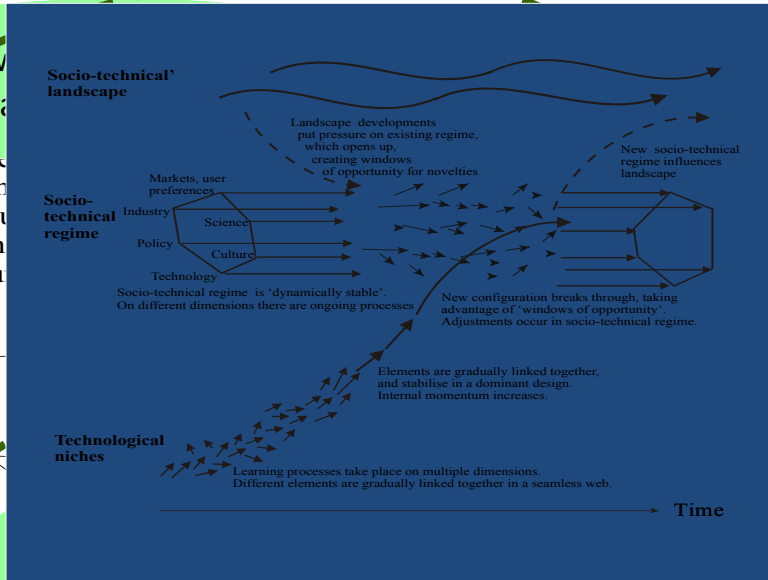 Socio-technical’
landscape
Landscape developments
put pressure on existing regime,
which opens up,
creating windows
of opportunity for novelties
New socio-technical
regime influences
landscape
Markets, user
preferences
Socio-
technical
regime
Industry
Science
Policy
Culture
Technology
Socio-technical regime is ‘dynamically stable’.
On different dimensions there are ongoing processes
New configuration breaks through, taking
advantage of ‘windows of opportunity’.
Adjustments occur in socio-technical regime.
Elements are gradually linked together,
and stabilise in a dominant design.
Internal momentum increases.
Technological
niches
Learning processes take place on multiple dimensions.
Different elements are gradually linked together in a seamless web.
Time